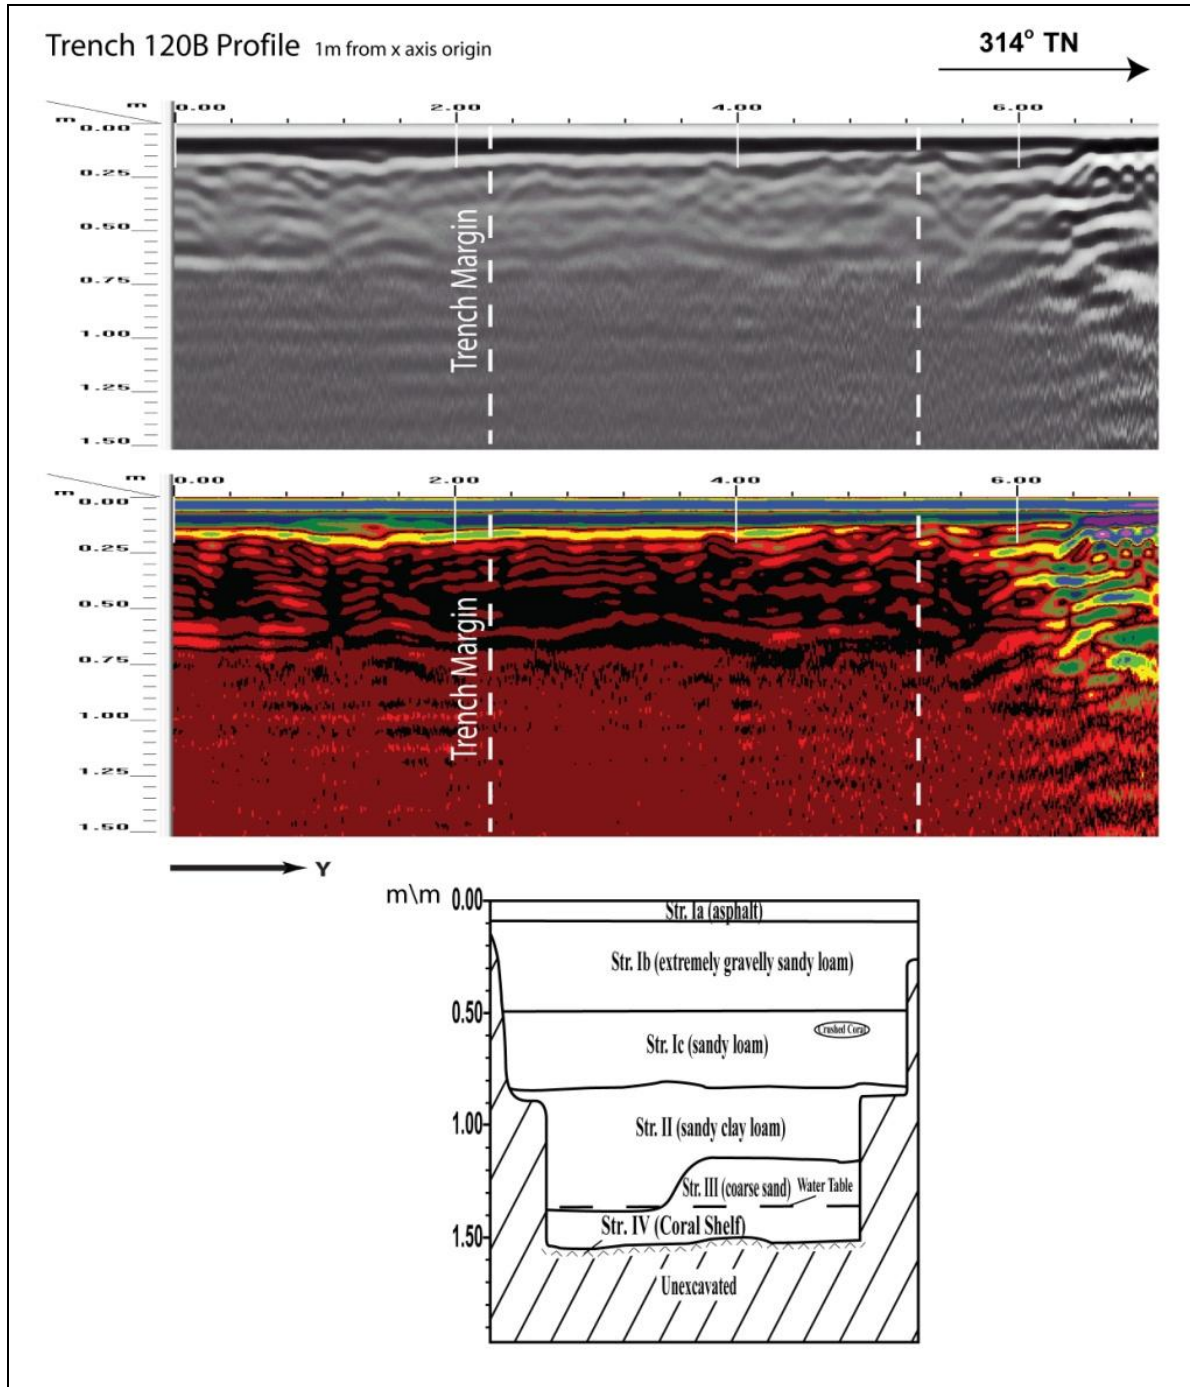 Trench 120B Profile 1m from x axis origin
314° TN
m 0.00 2.00 4.00 6.00
m 0.00
0.25
0.50
0.75
1.00
1.25
1.50
Trench Margin
m 0.00 2.00 4.00 6.00
m 0.00
0.25
0.50
0.75
1.00
1.25
1.50
Trench Margin
Y
m\m 0.00
Str. Ia (asphalt)
Str. Ib (extremely gravelly sandy loam)
0.50
Crushed Coral
Str. Ic (sandy loam)
1.00
Str. II (sandy clay loam)
Str. III (coarse sand) Water Table
Str. IV (Coral Shelf)
1.50
Unexcavated